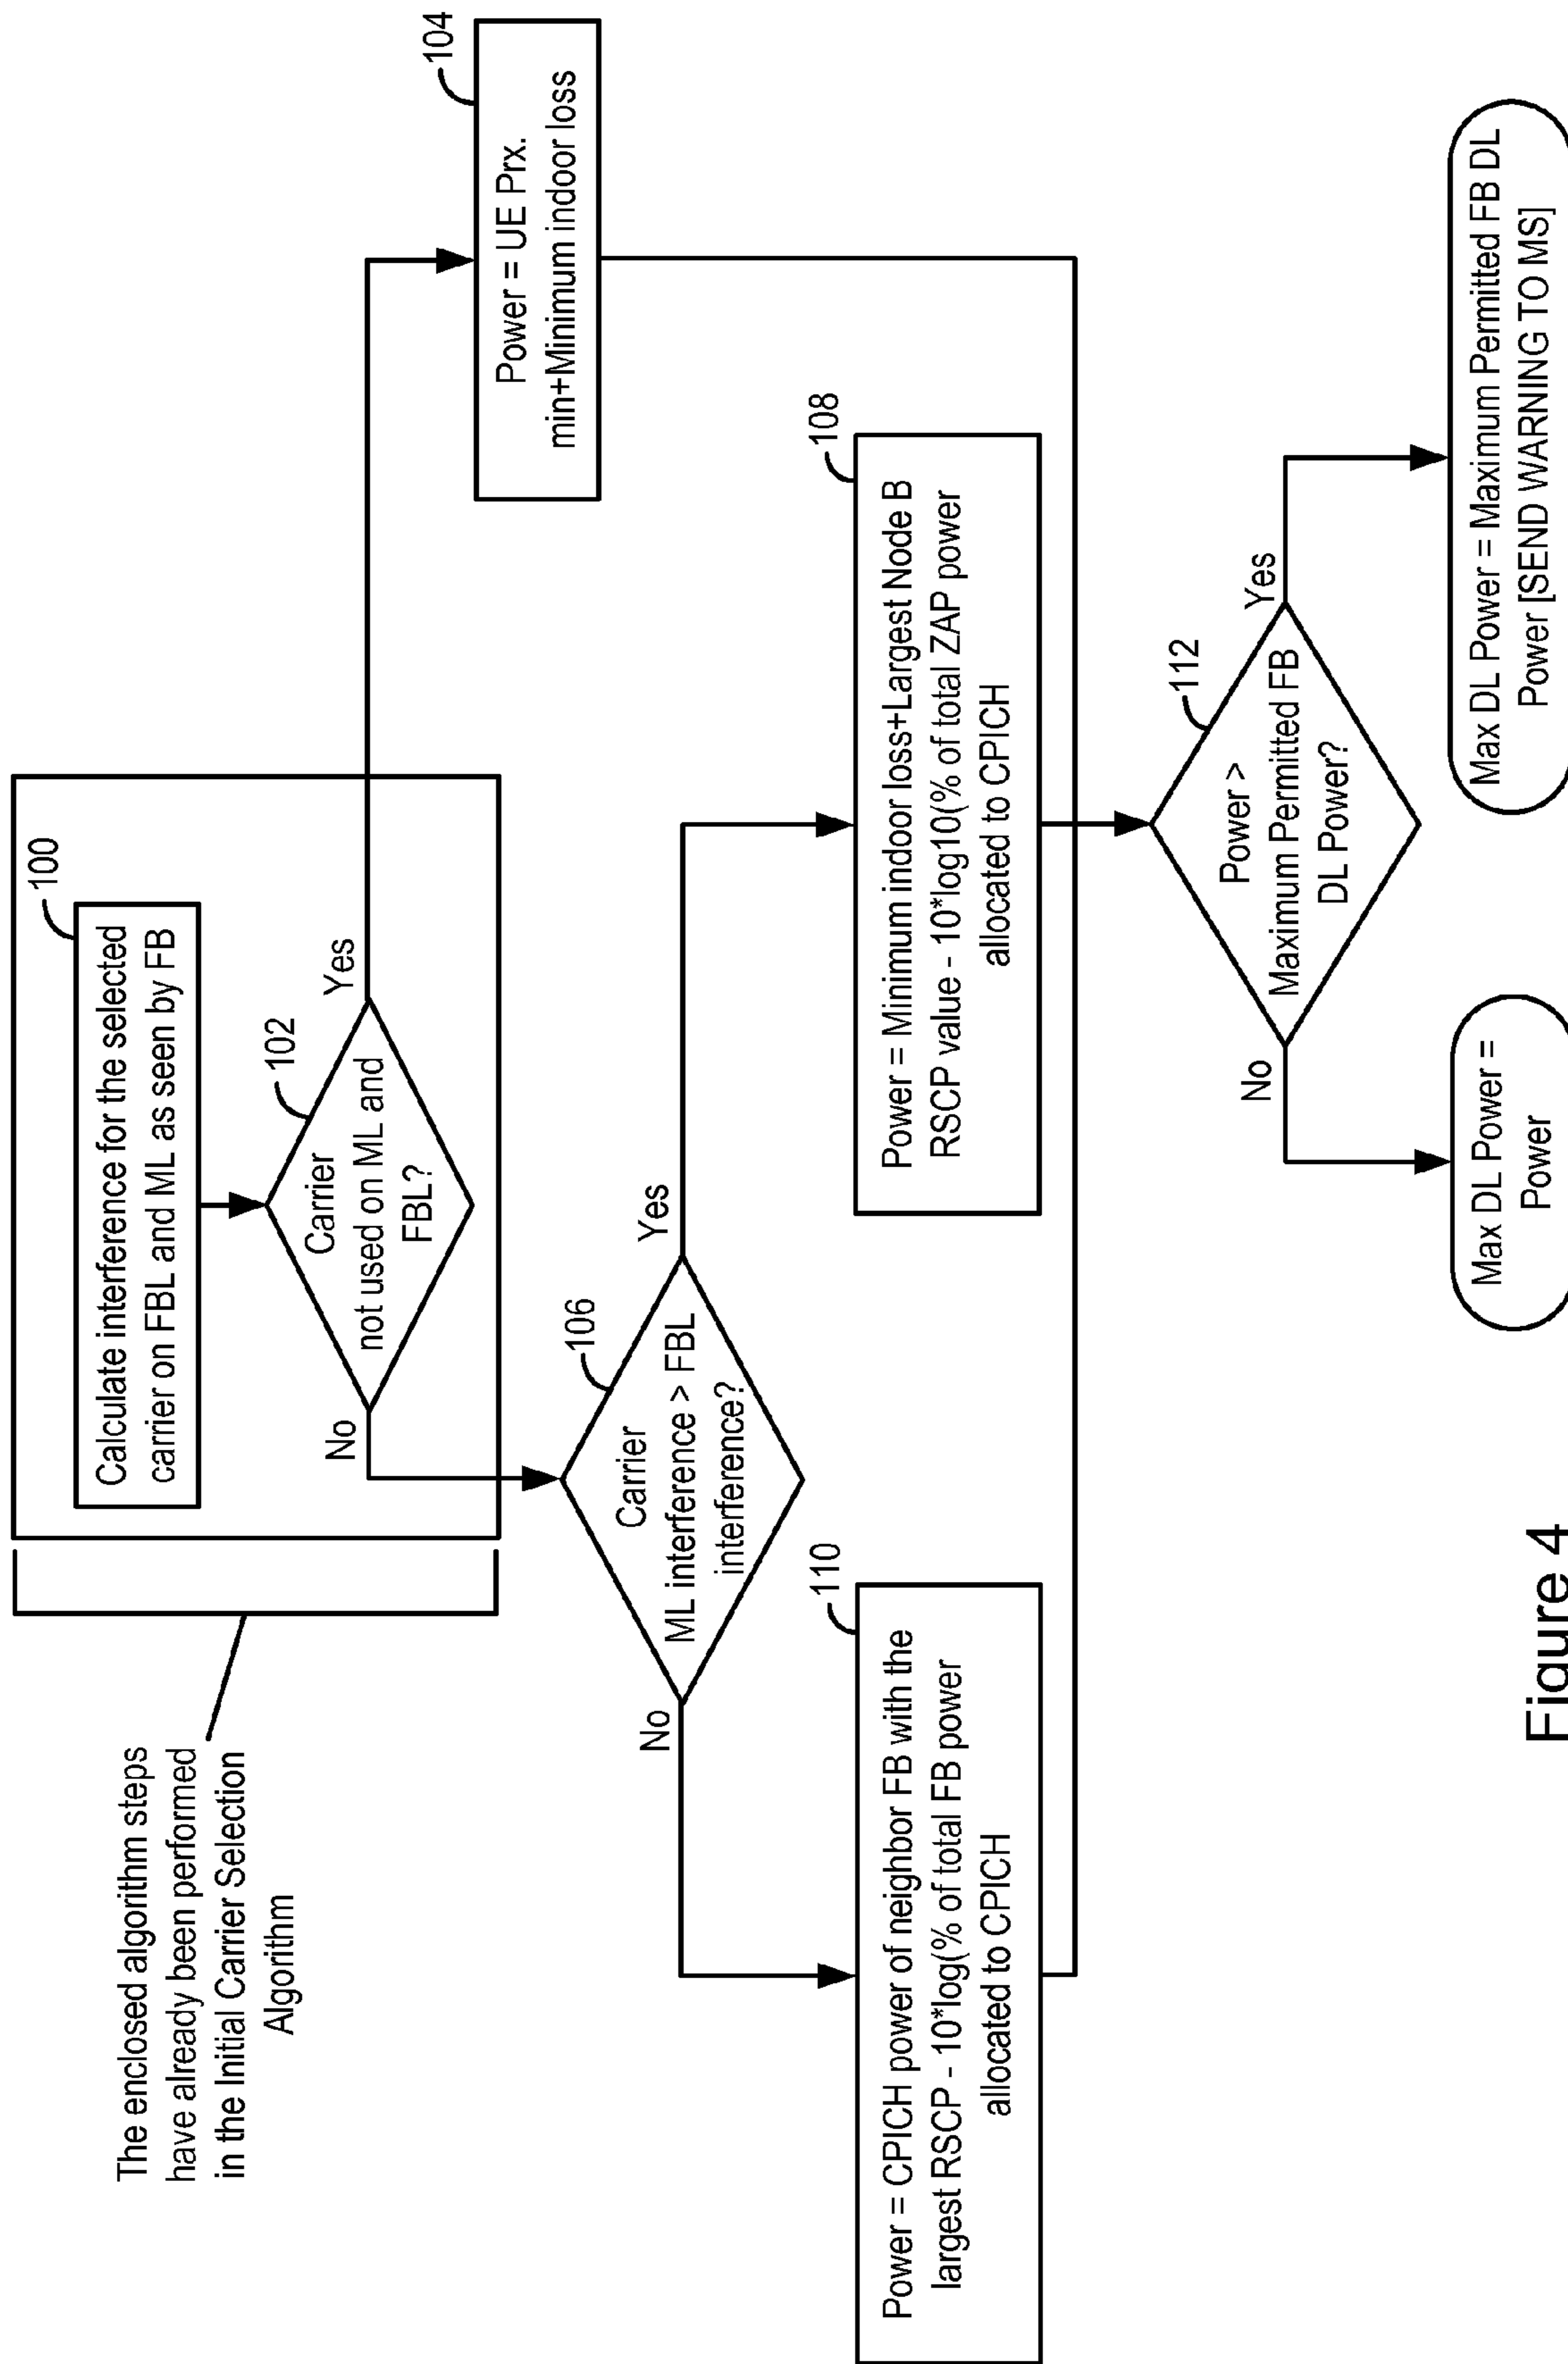 The enclosed algorithm steps
have already been performed
in the Initial Carrier Selection
Algorithm
100
Calculate interference for the selected
carrier on FBL and ML as seen by FB
102
Carrier
not used on ML and
FBL?
Yes
No
104
Power = UE Prx.
min+Minimum indoor loss
106
Carrier
ML interference > FBL
interference?
Yes
No
108
Power = Minimum indoor loss+Largest Node B
RSCP value - 10*log10(% of total ZAP power
allocated to CPICH
110
Power = CPICH power of neighbor FB with the
largest RSCP - 10*log(% of total FB power
allocated to CPICH
112
Power >
Maximum Permitted FB
DL Power?
No
Yes
Max DL Power =
Power
Max DL Power = Maximum Permitted FB DL
Power [SEND WARNING TO MS]
Figure 4